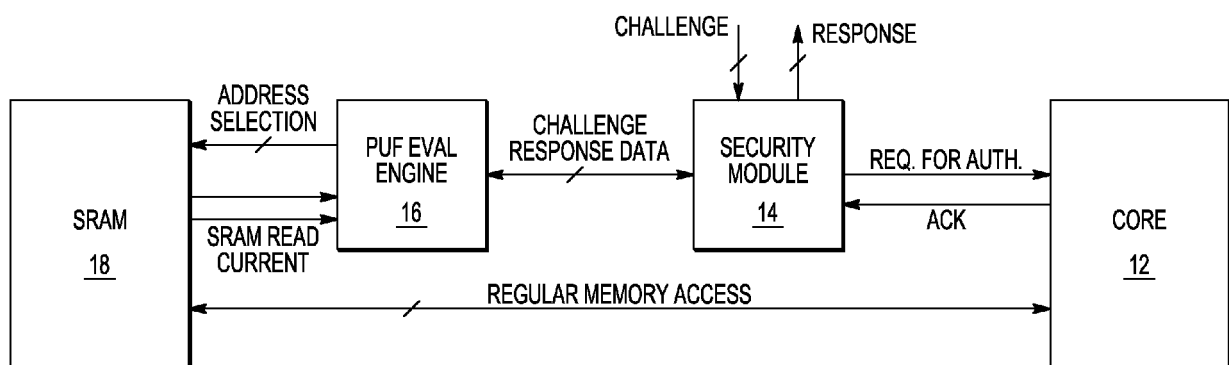 CHALLENGE
RESPONSE
ADDRESS
SELECTION
PUF EVAL
ENGINE
16
CHALLENGE
RESPONSE DATA
SECURITY
MODULE
14
REQ. FOR AUTH.
ACK
SRAM
18
SRAM READ
CURRENT
CORE
12
REGULAR MEMORY ACCESS